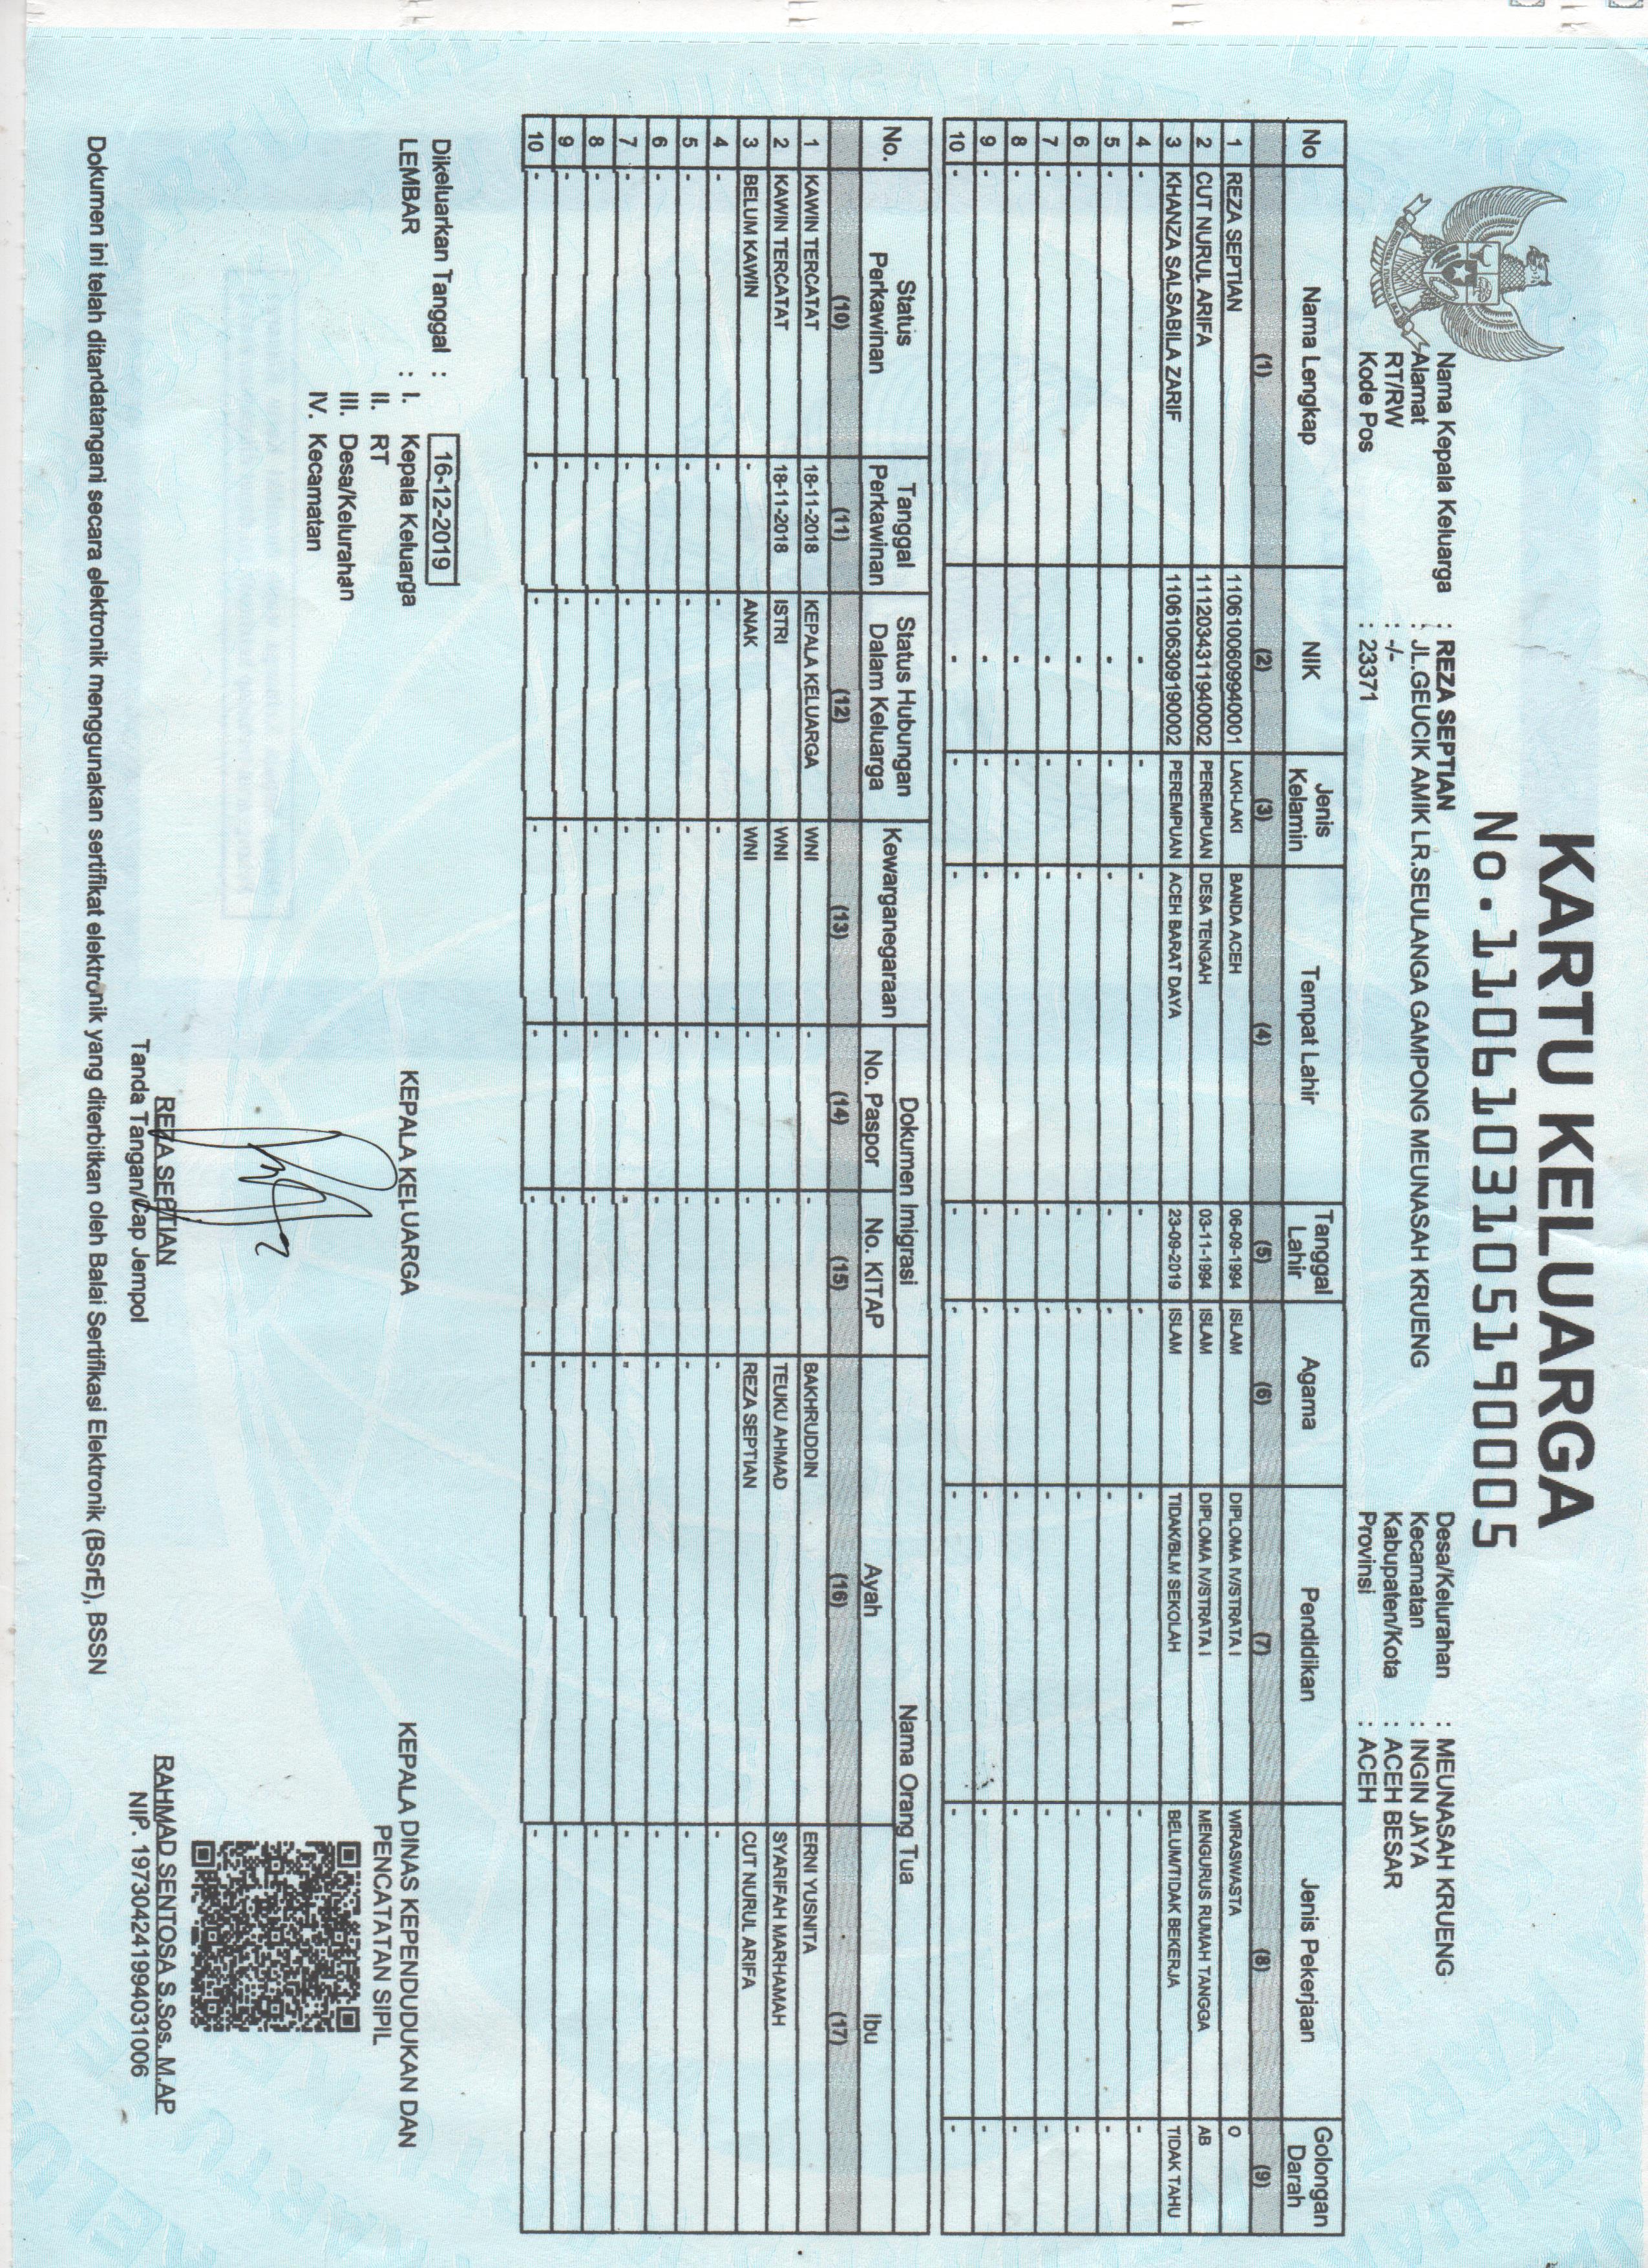 KARTU KELUARGA
No. 1106103105190005
Nama Kepala Keluarga : REZA SEPTIAN
Alamat : JL.GEUCIK AMIK LR.SEULANGA GAMPONG MEUNASAH KRUENG
RT/RW : -/-
Kode Pos : 23371
Desa/Kelurahan : MEUNASAH KRUENG
Kecamatan : INGIN JAYA
Kabupaten/Kota : ACEH BESAR
Provinsi : ACEH
No Nama Lengkap NIK Jenis Kelamin Tempat Lahir Tanggal Lahir Agama Pendidikan Jenis Pekerjaan Golongan Darah
(1) (2) (3) (4) (5) (6) (7) (8) (9)
1 REZA SEPTIAN 1106100609940001 LAKI-LAKI BANDA ACEH 06-09-1994 ISLAM DIPLOMA IV/STRATA I WIRASWASTA O
2 CUT NURUL ARIFA 1112034311940002 PEREMPUAN DESA TENGAH 03-11-1994 ISLAM DIPLOMA IV/STRATA I MENGURUS RUMAH TANGGA AB
3 KHANZA SALSABILA ZARIF 1106106309190002 PEREMPUAN ACEH BARAT DAYA 23-09-2019 ISLAM TIDAK/BLM SEKOLAH BELUM/TIDAK BEKERJA TIDAK TAHU
4 - - - - - - - - -
5 - - - - - - - - -
6 - - - - - - - - -
7 - - - - - - - - -
8 - - - - - - - - -
9 - - - - - - - - -
10 - - - - - - - - -
No. Status Perkawinan Tanggal Perkawinan Status Hubungan Dalam Keluarga Kewarganegaraan Dokumen Imigrasi Nama Orang Tua
No. Paspor No. KITAP Ayah Ibu
(10) (11) (12) (13) (14) (15) (16) (17)
1 KAWIN TERCATAT 18-11-2018 KEPALA KELUARGA WNI - - BAKHRUDDIN ERNI YUSNITA
2 KAWIN TERCATAT 18-11-2018 ISTRI WNI - - TEUKU AHMAD SYARIFAH MARHAMAH
3 BELUM KAWIN - ANAK WNI - - REZA SEPTIAN CUT NURUL ARIFA
4 - - - - - - - -
5 - - - - - - - -
6 - - - - - - - -
7 - - - - - - - -
8 - - - - - - - -
9 - - - - - - - -
10 - - - - - - - -
Dikeluarkan Tanggal : 16-12-2019
LEMBAR : I. Kepala Keluarga
II. RT
III. Desa/Kelurahan
IV. Kecamatan
KEPALA KELUARGA
REZA SEPTIAN
Tanda Tangan/Cap Jempol
KEPALA DINAS KEPENDUDUKAN DAN
PENCATATAN SIPIL
RAHMAD SENTOSA S.Sos. M.AP
NIP. 197304241994031006
Dokumen ini telah ditandatangani secara elektronik menggunakan sertifikat elektronik yang diterbitkan oleh Balai Sertifikasi Elektronik (BSrE), BSSN